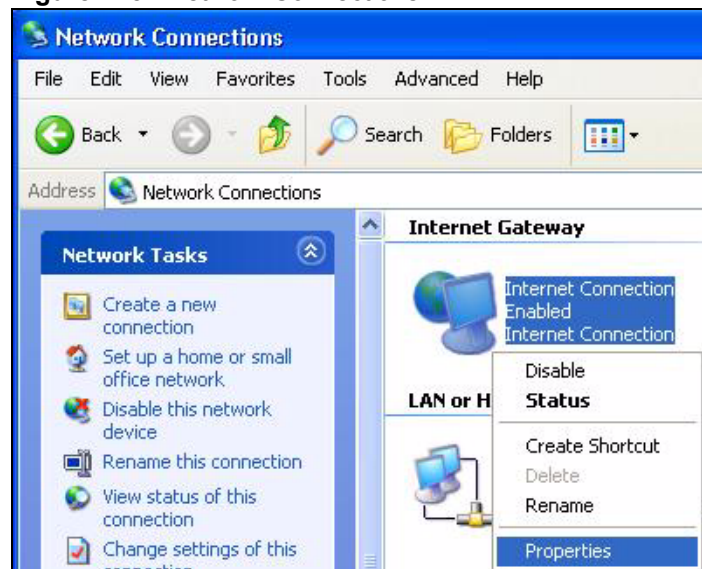 Network Connections
File Edit View Favorites Tools Advanced Help
Back Search Folders
Address Network Connections
Network Tasks
Create a new
connection
Set up a home or small
office network
Disable this network
device
Rename this connection
View status of this
connection
Change settings of this
Internet Gateway
Internet Connection
Enabled
Internet Connection
LAN or H
Disable
Status
Create Shortcut
Delete
Rename
Properties